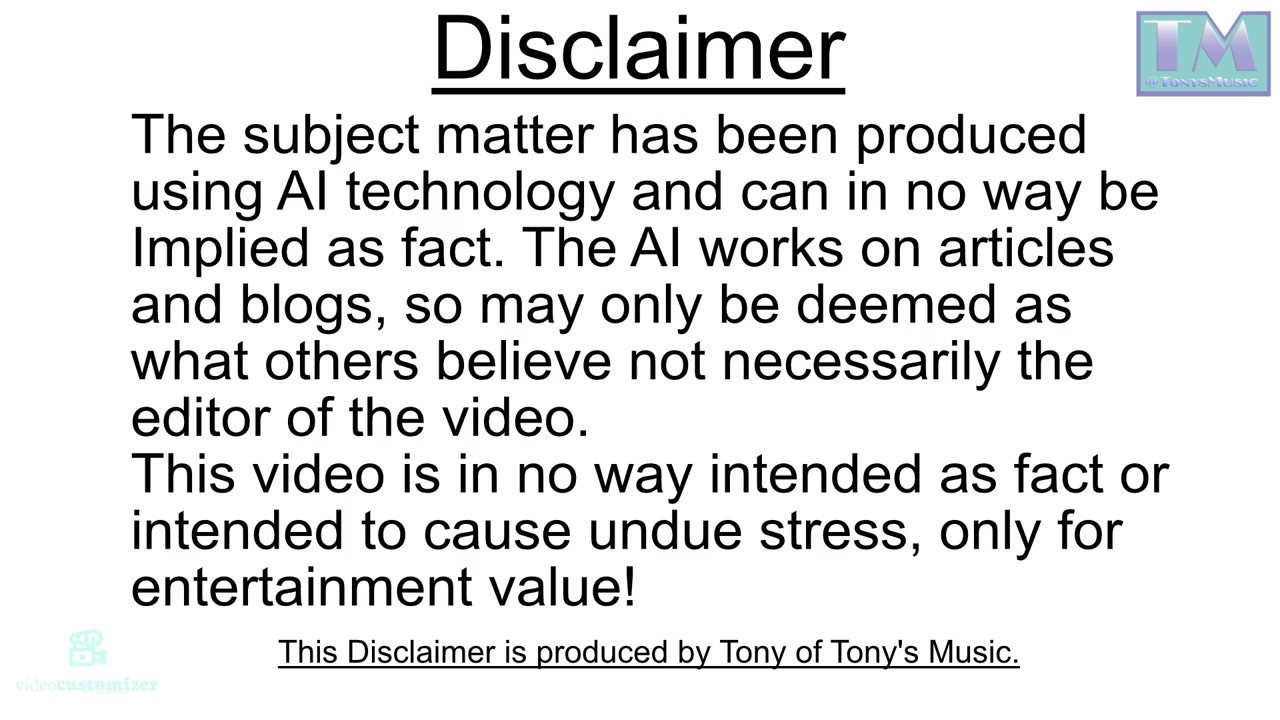 Disclaimer
TM
@TonysMusic
The subject matter has been produced
using AI technology and can in no way be
Implied as fact. The AI works on articles
and blogs, so may only be deemed as
what others believe not necessarily the
editor of the video.
This video is in no way intended as fact or
intended to cause undue stress, only for
entertainment value!
This Disclaimer is produced by Tony of Tony's Music.
videocustomizer